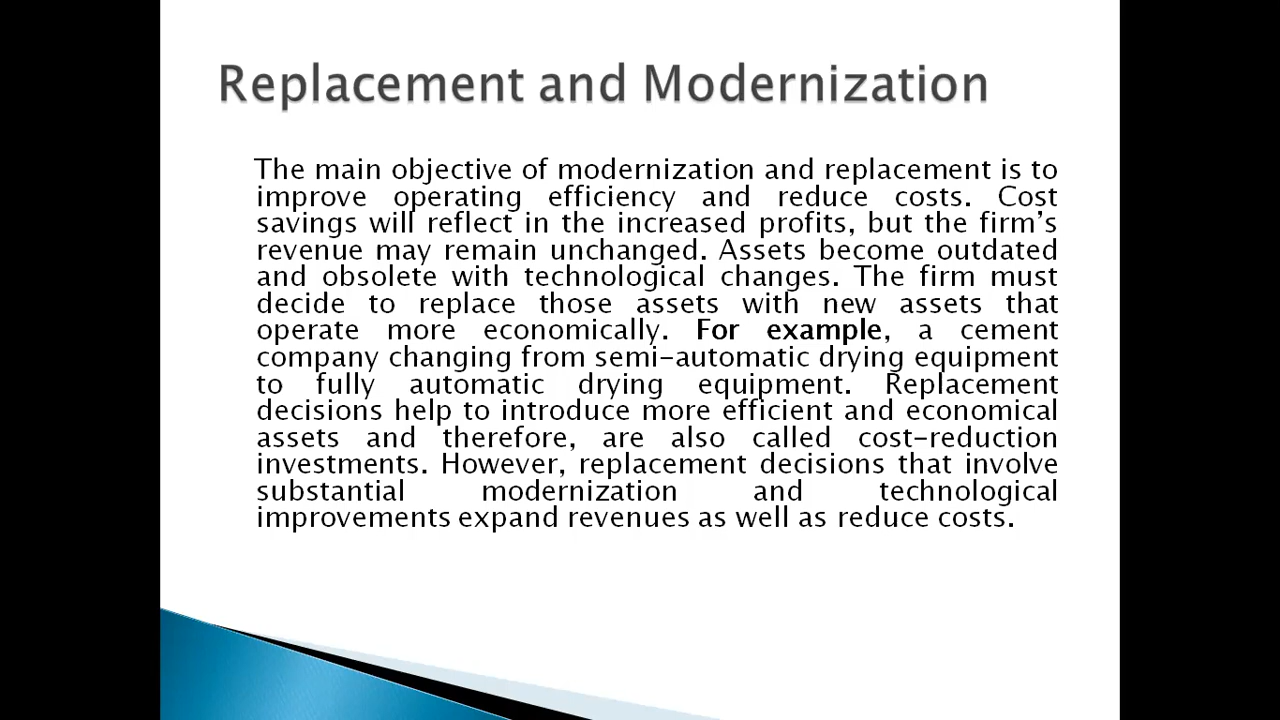 Replacement and Modernization
The main objective of modernization and replacement is to
improve operating efficiency and reduce costs. Cost
savings will reflect in the increased profits, but the firm's
revenue may remain unchanged. Assets become outdated
and obsolete with technological changes. The firm must
decide to replace those assets with new assets that
operate more economically. For example, a cement
company changing from semi-automatic drying equipment
to fully automatic drying equipment. Replacement
decisions help to introduce more efficient and economical
assets and therefore, are also called cost-reduction
investments. However, replacement decisions that involve
substantial modernization and technological
improvements expand revenues as well as reduce costs.